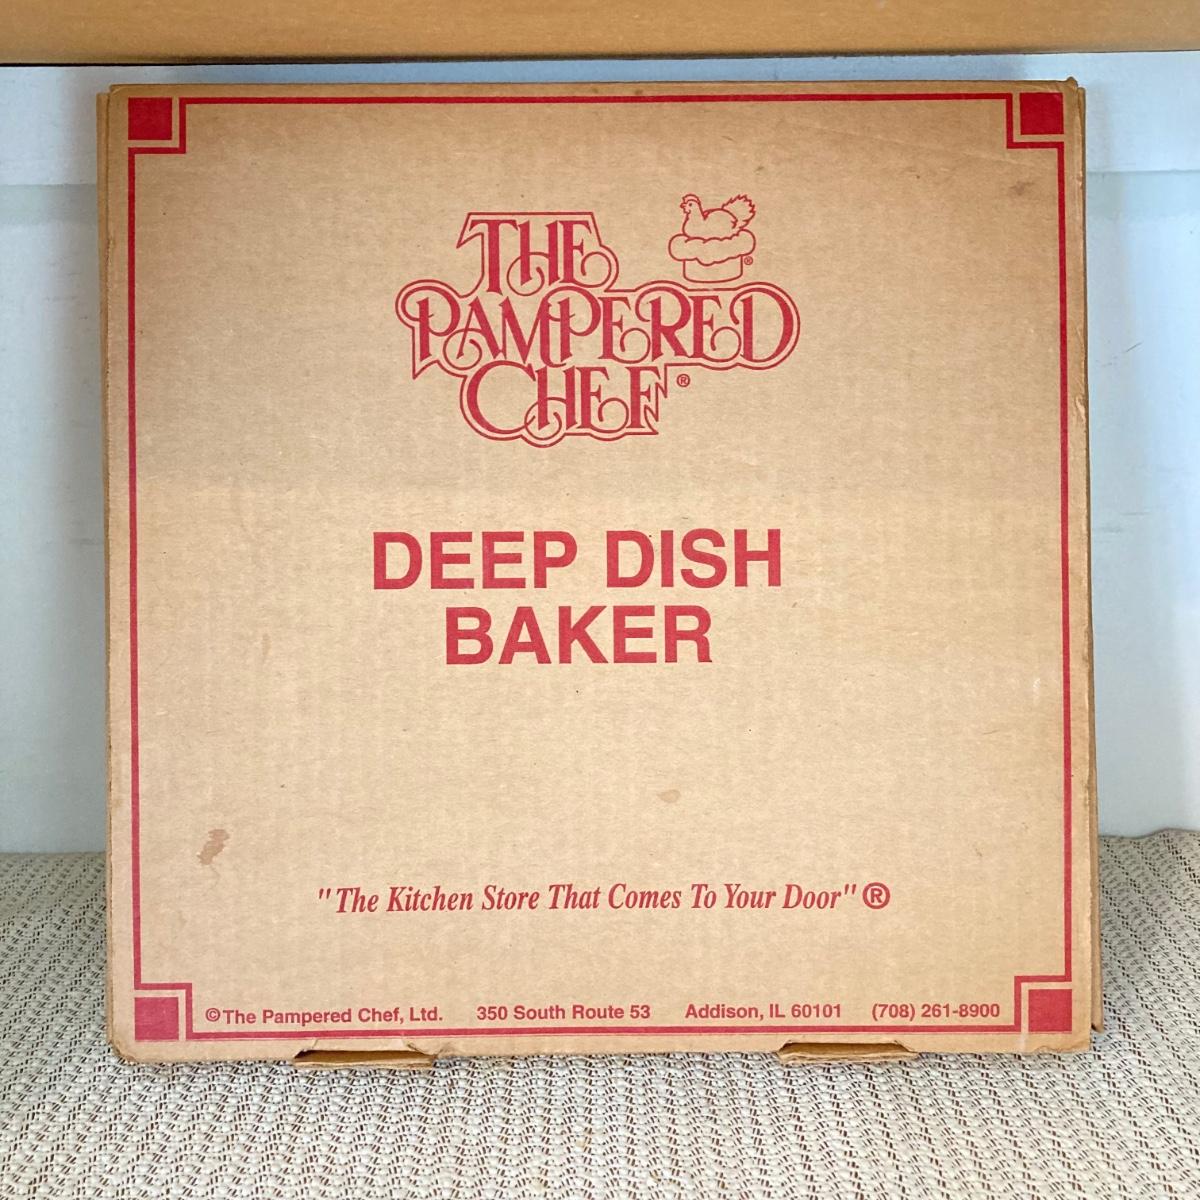 THE
PAMPERED
CHEF®
®
DEEP DISH
BAKER
"The Kitchen Store That Comes To Your Door"®
©The Pampered Chef, Ltd. 350 South Route 53 Addison, IL 60101 (708) 261-8900